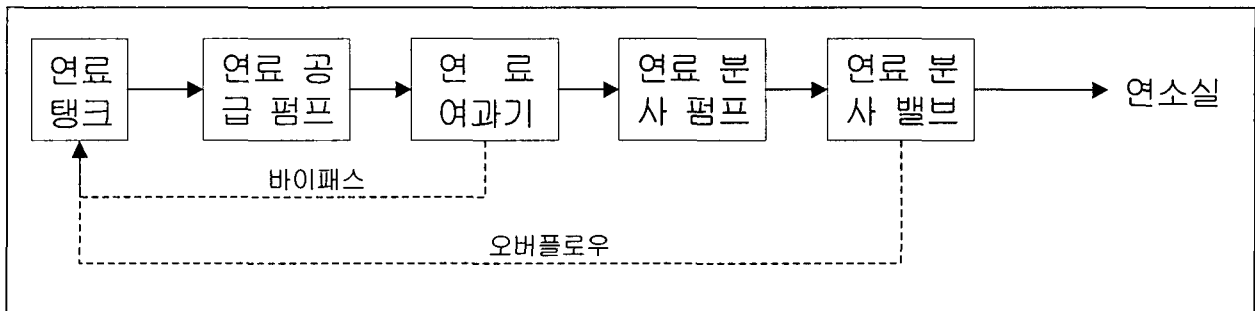 연료
탱크
연료 공
급 펌프
연 료
여과기
연료 분
사 펌프
연료 분
사 밸브
연소실
바이패스
오버플로우